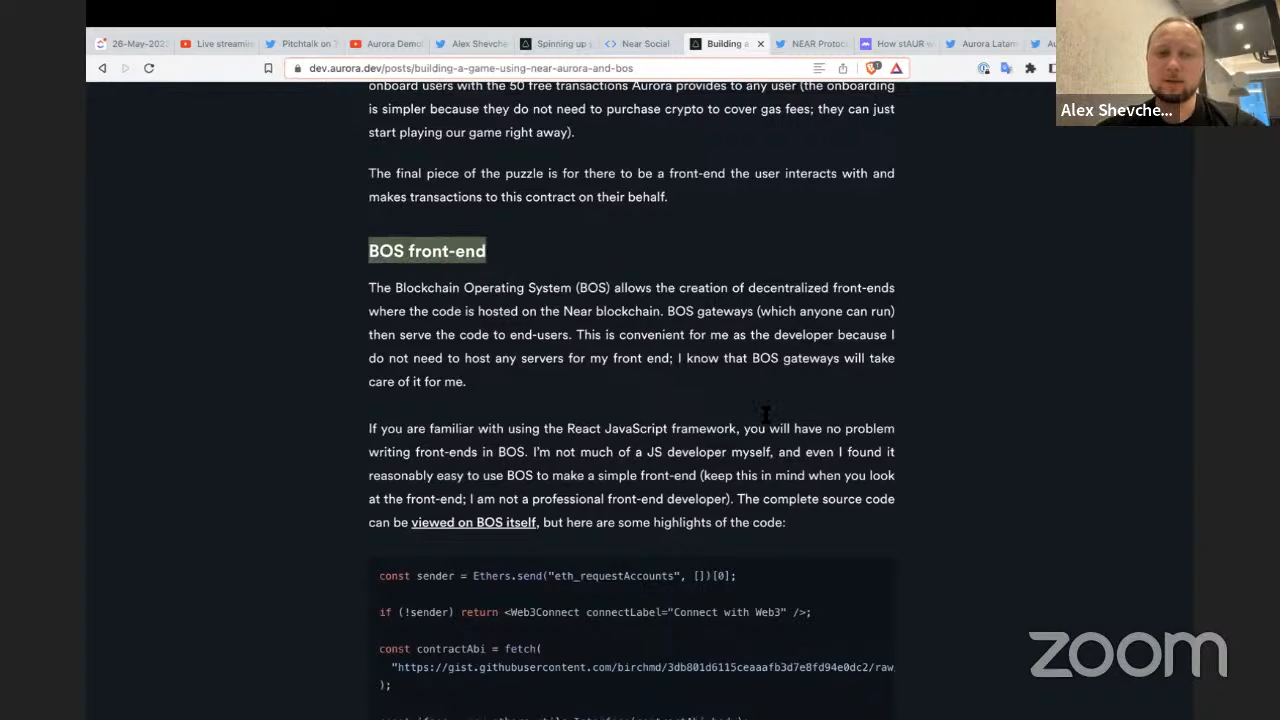 26-May-202
Live streami
Pitchtalk on T
Aurora Demo
Alex Shevche
Spinning up
Near Social
Building a
NEAR Protoc
How stAUR w
Aurora Latam
Au
dev.aurora.dev/posts/building-a-game-using-near-aurora-and-bos
Alex Shevche...
onboard users with the 50 free transactions Aurora provides to any user (the onboarding
is simpler because they do not need to purchase crypto to cover gas fees; they can just
start playing our game right away).
The final piece of the puzzle is for there to be a front-end the user interacts with and
makes transactions to this contract on their behalf.
BOS front-end
The Blockchain Operating System (BOS) allows the creation of decentralized front-ends
where the code is hosted on the Near blockchain. BOS gateways (which anyone can run)
then serve the code to end-users. This is convenient for me as the developer because I
do not need to host any servers for my front end; I know that BOS gateways will take
care of it for me.
If you are familiar with using the React JavaScript framework, you will have no problem
writing front-ends in BOS. I'm not much of a JS developer myself, and even I found it
reasonably easy to use BOS to make a simple front-end (keep this in mind when you look
at the front-end; I am not a professional front-end developer). The complete source code
can be viewed on BOS itself, but here are some highlights of the code:
const sender = Ethers.send("eth_requestAccounts", [])[0];
if (!sender) return <Web3Connect connectLabel="Connect with Web3" />;
const contractAbi = fetch(
"https://gist.githubusercontent.com/birchmd/3db801d6115ceaaafb3d7e8fd94e0dc2/raw
);
zoom